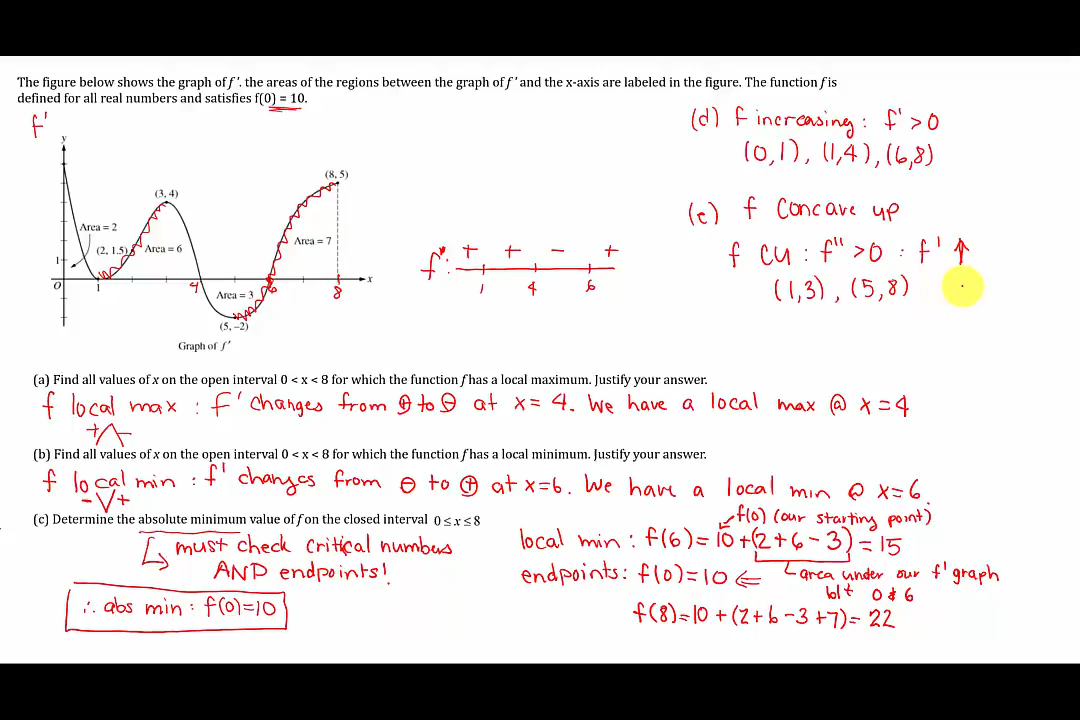 The figure below shows the graph of f'. the areas of the regions between the graph of f' and the x-axis are labeled in the figure. The function f is
defined for all real numbers and satisfies f(0) = 10.
f'
y
(8, 5)
(3, 4)
Area = 2
(2, 1.5)
Area = 6
Area = 7
1
O
1
4
6
8
x
Area = 3
(5, −2)
Graph of f'
f': + + − +
1 4 6
(d) f increasing: f' > 0
(0,1), (1,4), (6,8)
(e) f concave up
f CU : f'' > 0 : f' ↑
(1,3), (5,8)
(a) Find all values of x on the open interval 0 < x < 8 for which the function f has a local maximum. Justify your answer.
f local max : f' changes from ⊕ to ⊖ at x = 4. We have a local max @ x = 4
+ −
(b) Find all values of x on the open interval 0 < x < 8 for which the function f has a local minimum. Justify your answer.
f local min : f' changes from ⊖ to ⊕ at x=6. We have a local min @ x=6.
− +
(c) Determine the absolute minimum value of f on the closed interval 0 ≤ x ≤ 8
must check critical numbers
AND endpoints!
∴ abs min : f(0)=10
f(0) (our starting point)
local min : f(6) = 10 +(2+6−3) = 15
endpoints: f(0)=10 ⇐
area under our f' graph
b/t 0 & 6
f(8)=10 +(2+6−3+7)= 22